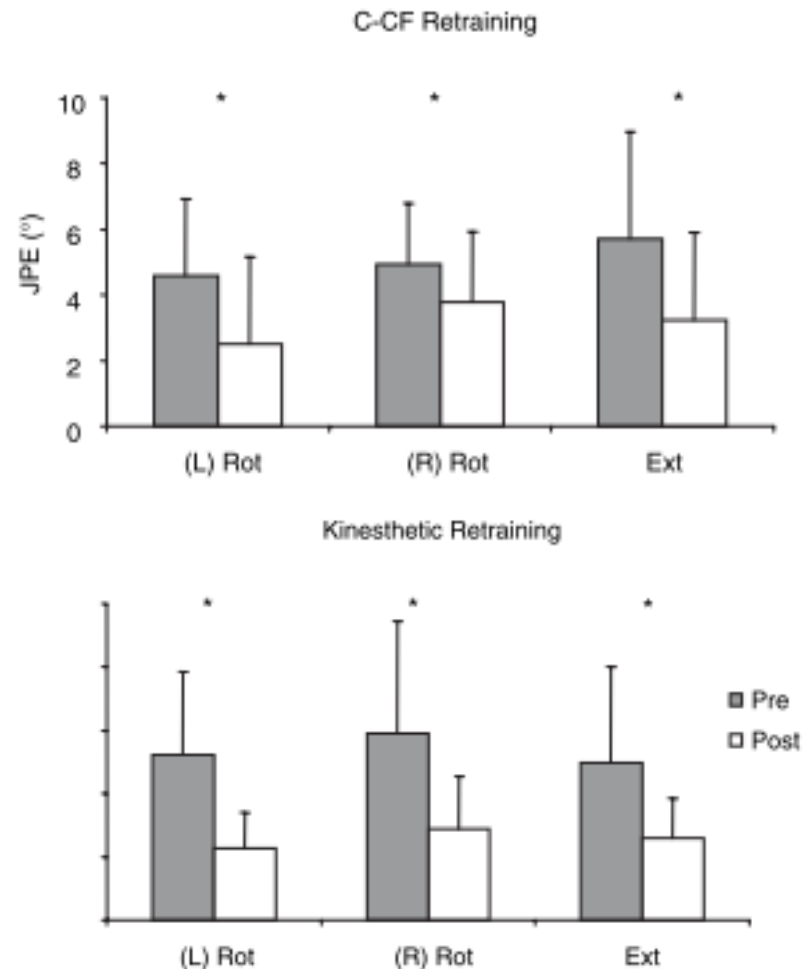 C-CF Retraining
* * *
10
8
6
4
2
0
JPE (°)
(L) Rot (R) Rot Ext
Kinesthetic Retraining
* * *
Pre
Post
(L) Rot (R) Rot Ext